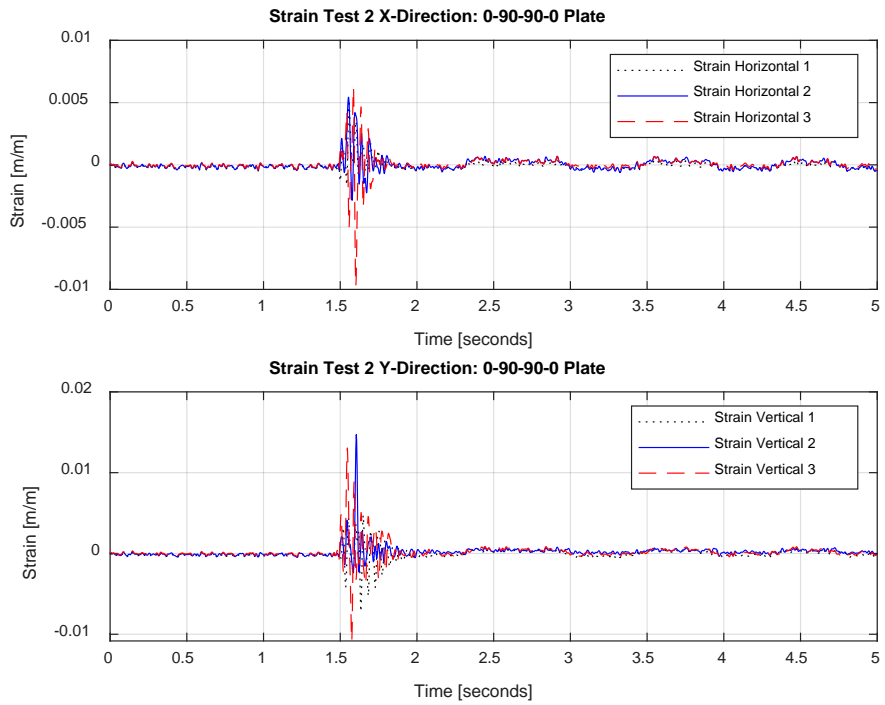 Strain Test 2 X-Direction: 0-90-90-0 Plate
0.01
0.005
0
-0.005
-0.01
Strain [m/m]
Strain Horizontal 1
Strain Horizontal 2
Strain Horizontal 3
0 0.5 1 1.5 2 2.5 3 3.5 4 4.5 5
Time [seconds]
Strain Test 2 Y-Direction: 0-90-90-0 Plate
0.02
0.01
0
-0.01
Strain [m/m]
Strain Vertical 1
Strain Vertical 2
Strain Vertical 3
0 0.5 1 1.5 2 2.5 3 3.5 4 4.5 5
Time [seconds]